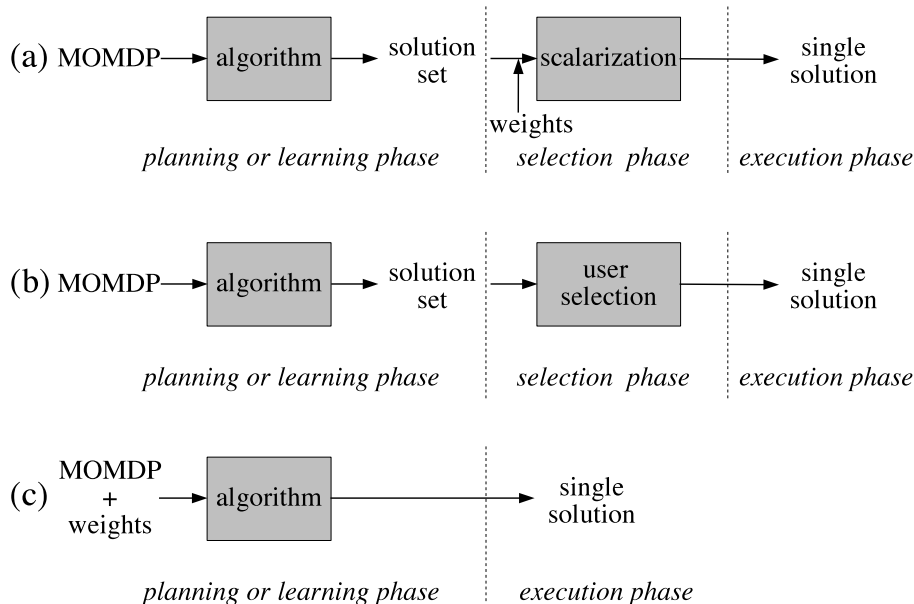 (a) MOMDP algorithm solution set scalarization single solution
weights
planning or learning phase selection phase execution phase
(b) MOMDP algorithm solution set user selection single solution
planning or learning phase selection phase execution phase
(c) MOMDP + weights algorithm single solution
planning or learning phase execution phase